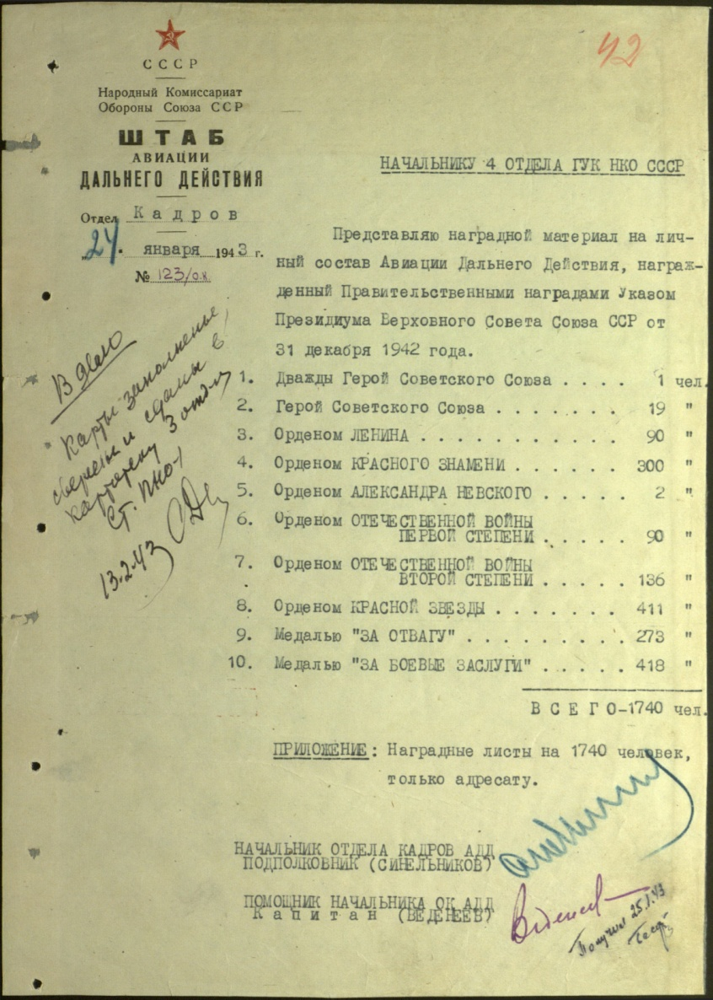 42
СССР
Народный Комиссариат
Обороны Союза ССР
ШТАБ
АВИАЦИИ
ДАЛЬНЕГО ДЕЙСТВИЯ
Отдел Кадров
"24" января 1943 г.
№ 123/ок.
НАЧАЛЬНИКУ 4 ОТДЕЛА ГУК НКО СССР
Представляю наградной материал на лич-
ный состав Авиации Дальнего Действия, награж-
денный Правительственными наградами Указом
Президиума Верховного Совета Союза ССР от
31 декабря 1942 года.
1. Дважды Герой Советского Союза . . . . 1 чел.
2. Герой Советского Союза . . . . . . . 19 "
3. Орденом ЛЕНИНА . . . . . . . . . . . 90 "
4. Орденом КРАСНОГО ЗНАМЕНИ . . . . . . 300 "
5. Орденом АЛЕКСАНДРА НЕВСКОГО . . . . . 2 "
6. Орденом ОТЕЧЕСТВЕННОЙ ВОЙНЫ
ПЕРВОЙ СТЕПЕНИ . . . . . 90 "
7. Орденом ОТЕЧЕСТВЕННОЙ ВОЙНЫ
ВТОРОЙ СТЕПЕНИ . . . . . 136 "
8. Орденом КРАСНОЙ ЗВЕЗДЫ . . . . . . . 411 "
9. Медалью "ЗА ОТВАГУ" . . . . . . . . . 273 "
10. Медалью "ЗА БОЕВЫЕ ЗАСЛУГИ" . . . . . 418 "
ВСЕГО-1740 чел.
В дело
Карты заполнены,
сверены и сданы в
картотеку 3 отд-я
Ст. ПНО-1
13.2.43
ПРИЛОЖЕНИЕ: Наградные листы на 1740 человек,
только адресату.
НАЧАЛЬНИК ОТДЕЛА КАДРОВ АДД
ПОДПОЛКОВНИК (СИНЕЛЬНИКОВ)
ПОМОЩНИК НАЧАЛЬНИКА ОК АДД
Капитан (ВЕДЕНЕЕВ)
Веденеев
Получил 25.1.43